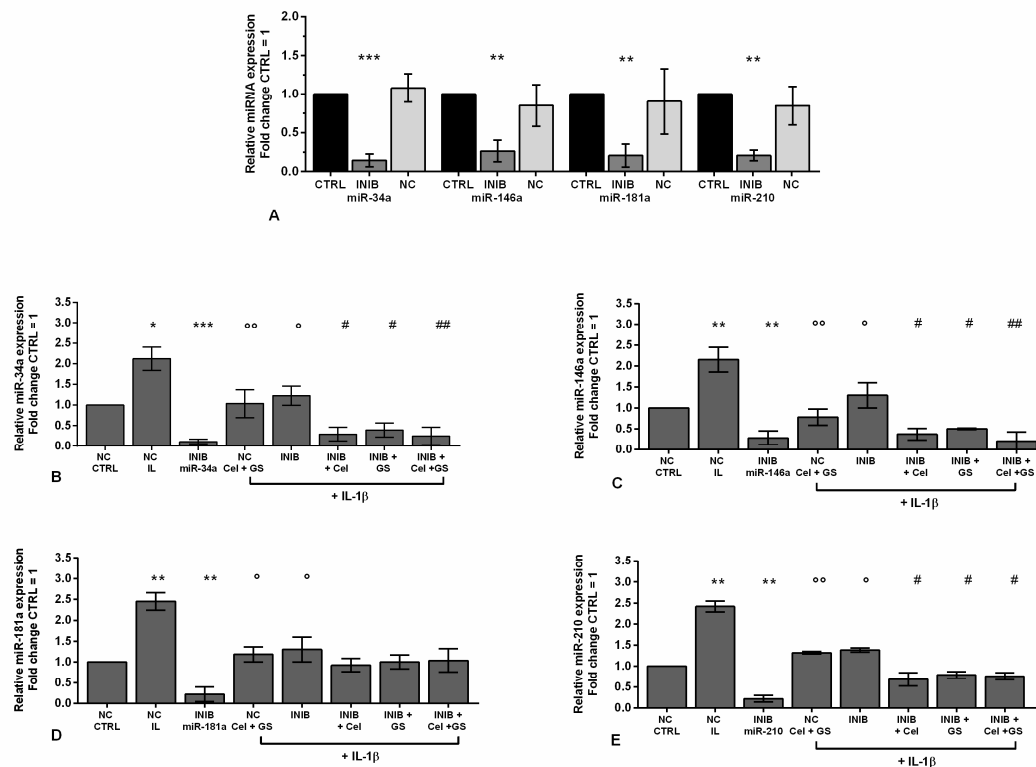 Relative miRNA expression
Fold change CTRL = 1
2.0
1.5
1.0
0.5
0.0
*** ** ** **
CTRL INIB NC CTRL INIB NC CTRL INIB NC CTRL INIB NC
miR-34a miR-146a miR-181a miR-210
A
Relative miR-34a expression
Fold change CTRL = 1
3.5
3.0
2.5
2.0
1.5
1.0
0.5
0.0
* *** °° ° # # ##
NC NC INIB NC INIB INIB INIB + INIB +
CTRL IL miR-34a Cel + GS + Cel GS Cel +GS
B
+ IL-1β
Relative miR-146a expression
Fold change CTRL = 1
3.5
3.0
2.5
2.0
1.5
1.0
0.5
0.0
** ** °° ° # # ##
NC NC INIB NC INIB INIB INIB + INIB +
CTRL IL miR-146a Cel + GS + Cel GS Cel +GS
C
+ IL-1β
Relative miR-181a expression
Fold change CTRL = 1
3.5
3.0
2.5
2.0
1.5
1.0
0.5
0.0
** ** ° °
NC NC INIB NC INIB INIB INIB + INIB +
CTRL IL miR-181a Cel + GS + Cel GS Cel +GS
D
+ IL-1β
Relative miR-210 expression
Fold change CTRL = 1
3.5
3.0
2.5
2.0
1.5
1.0
0.5
0.0
** ** °° ° # # #
NC NC INIB NC INIB INIB INIB + INIB +
CTRL IL miR-210 Cel + GS + Cel GS Cel +GS
E
+ IL-1β